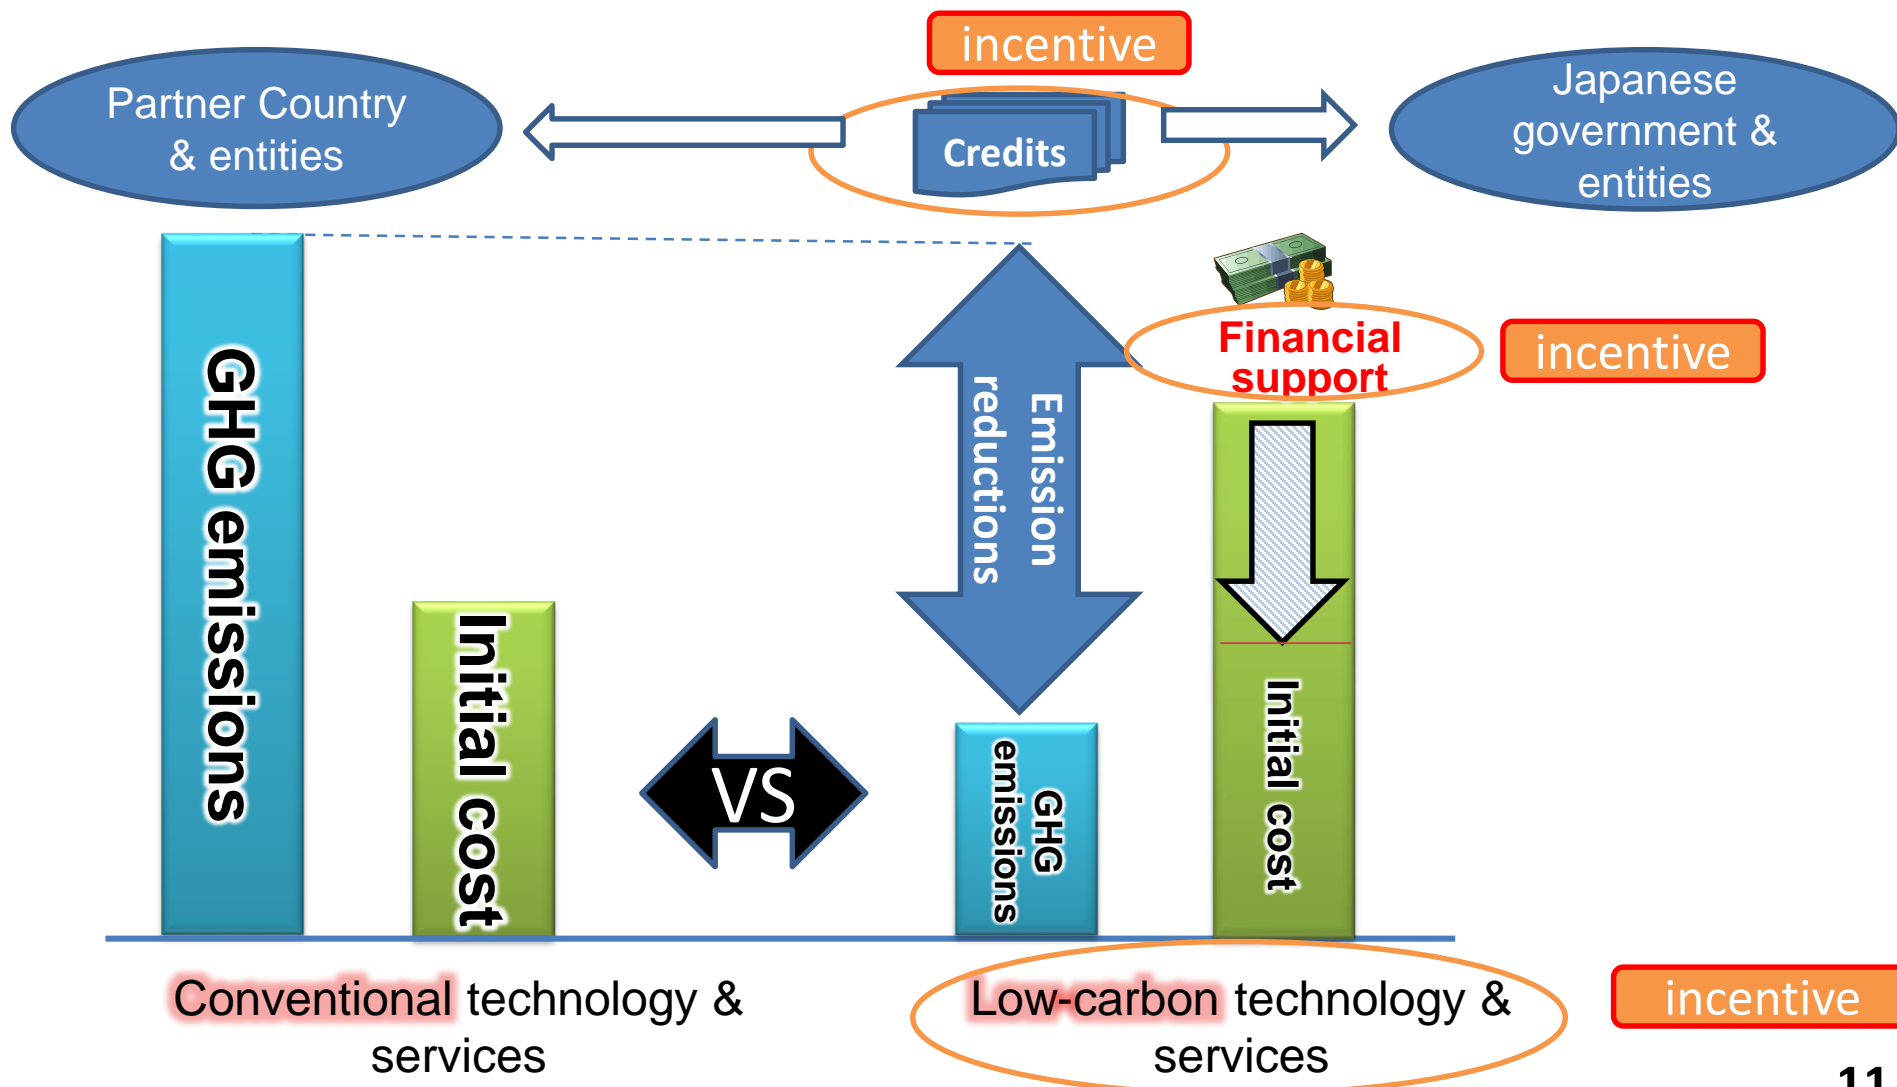 incentive
Partner Country
& entities
Credits
Japanese
government &
entities
Financial
support
incentive
GHG emissions
Initial cost
VS
Emission
reductions
GHG
emissions
Initial cost
Conventional technology &
services
Low-carbon technology &
services
incentive
11